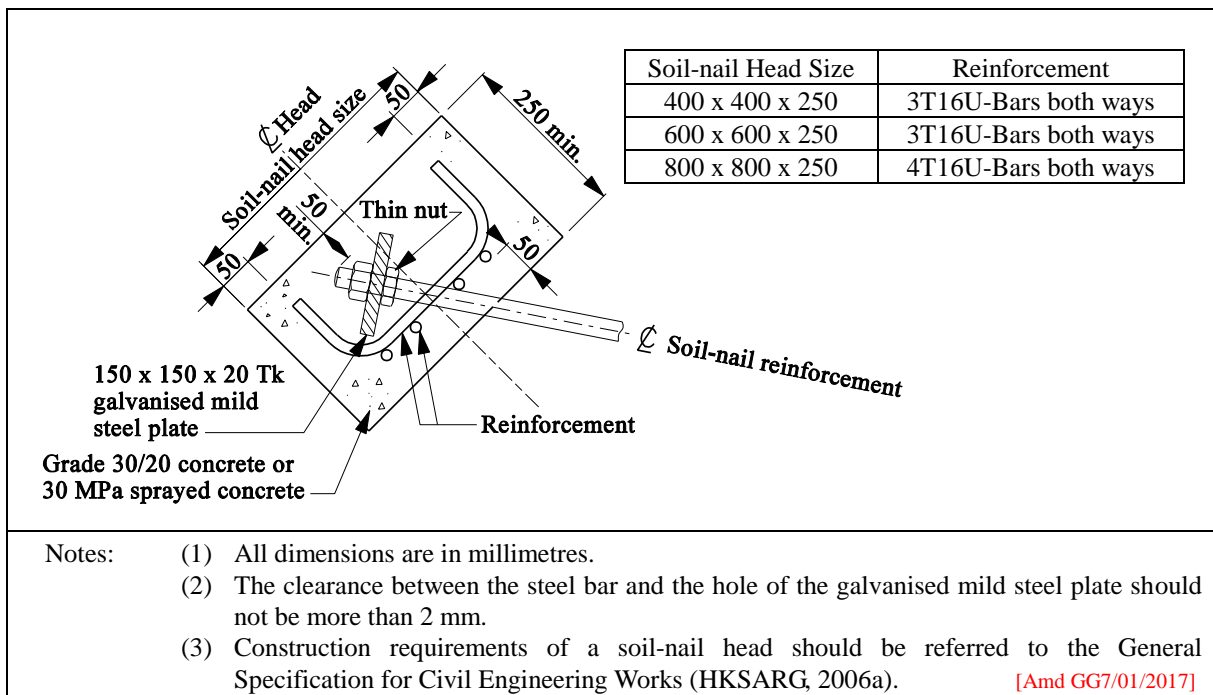 Soil-nail Head Size Reinforcement
400 x 400 x 250 3T16U-Bars both ways
600 x 600 x 250 3T16U-Bars both ways
800 x 800 x 250 4T16U-Bars both ways
℄ Head
Soil-nail head size
50
250 min.
50
min.
Thin nut
50
50
℄ Soil-nail reinforcement
150 x 150 x 20 Tk
galvanised mild
steel plate
Reinforcement
Grade 30/20 concrete or
30 MPa sprayed concrete
Notes: (1) All dimensions are in millimetres.
(2) The clearance between the steel bar and the hole of the galvanised mild steel plate should
not be more than 2 mm.
(3) Construction requirements of a soil-nail head should be referred to the General
Specification for Civil Engineering Works (HKSARG, 2006a). [Amd GG7/01/2017]